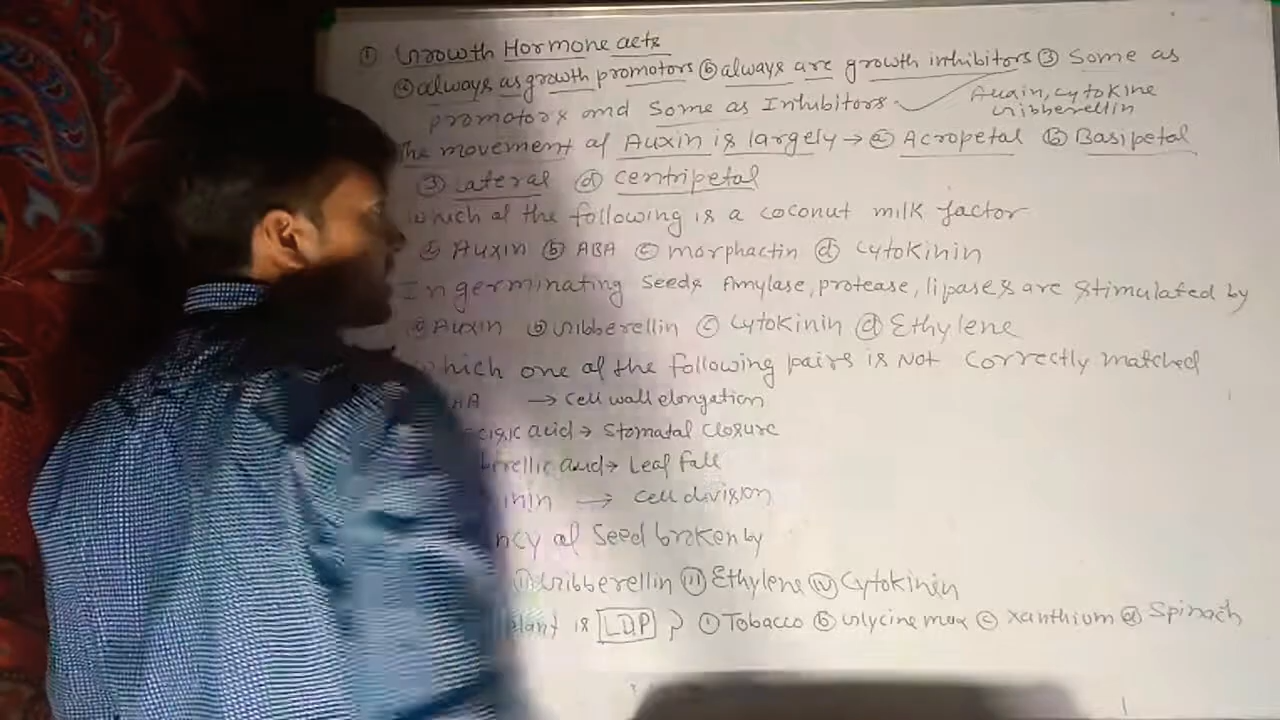 ① Growth Hormone acts
ⓐ always as growth promotors ⓑ always are growth inhibitors ③ Some as
promotors and Some as Inhibitors
Auxin, cytokine
Gibberellin
The movement of Auxin is largely → ⓐ Acropetal ⓑ Basipetal
③ Lateral ⓓ centripetal
which of the following is a coconut milk factor
ⓐ Auxin ⓑ ABA ⓒ morphactin ⓓ cytokinin
In germinating Seeds Amylase, protease, lipases are stimulated by
ⓐ Auxin ⓑ Gibberellin ⓒ Cytokinin ⓓ Ethylene
which one of the following pairs is Not Correctly matched
→ cell wall elongation
acid → Stomatal closure
acid → Leaf fall
→ cell division
of Seed broken by
ⓘⓘ Gibberellin ⓘⓘⓘ Ethylene ⓘⓥ Cytokinin
is LDP ? ① Tobacco ⓑ Glycine max ⓒ Xanthium ⓓ Spinach